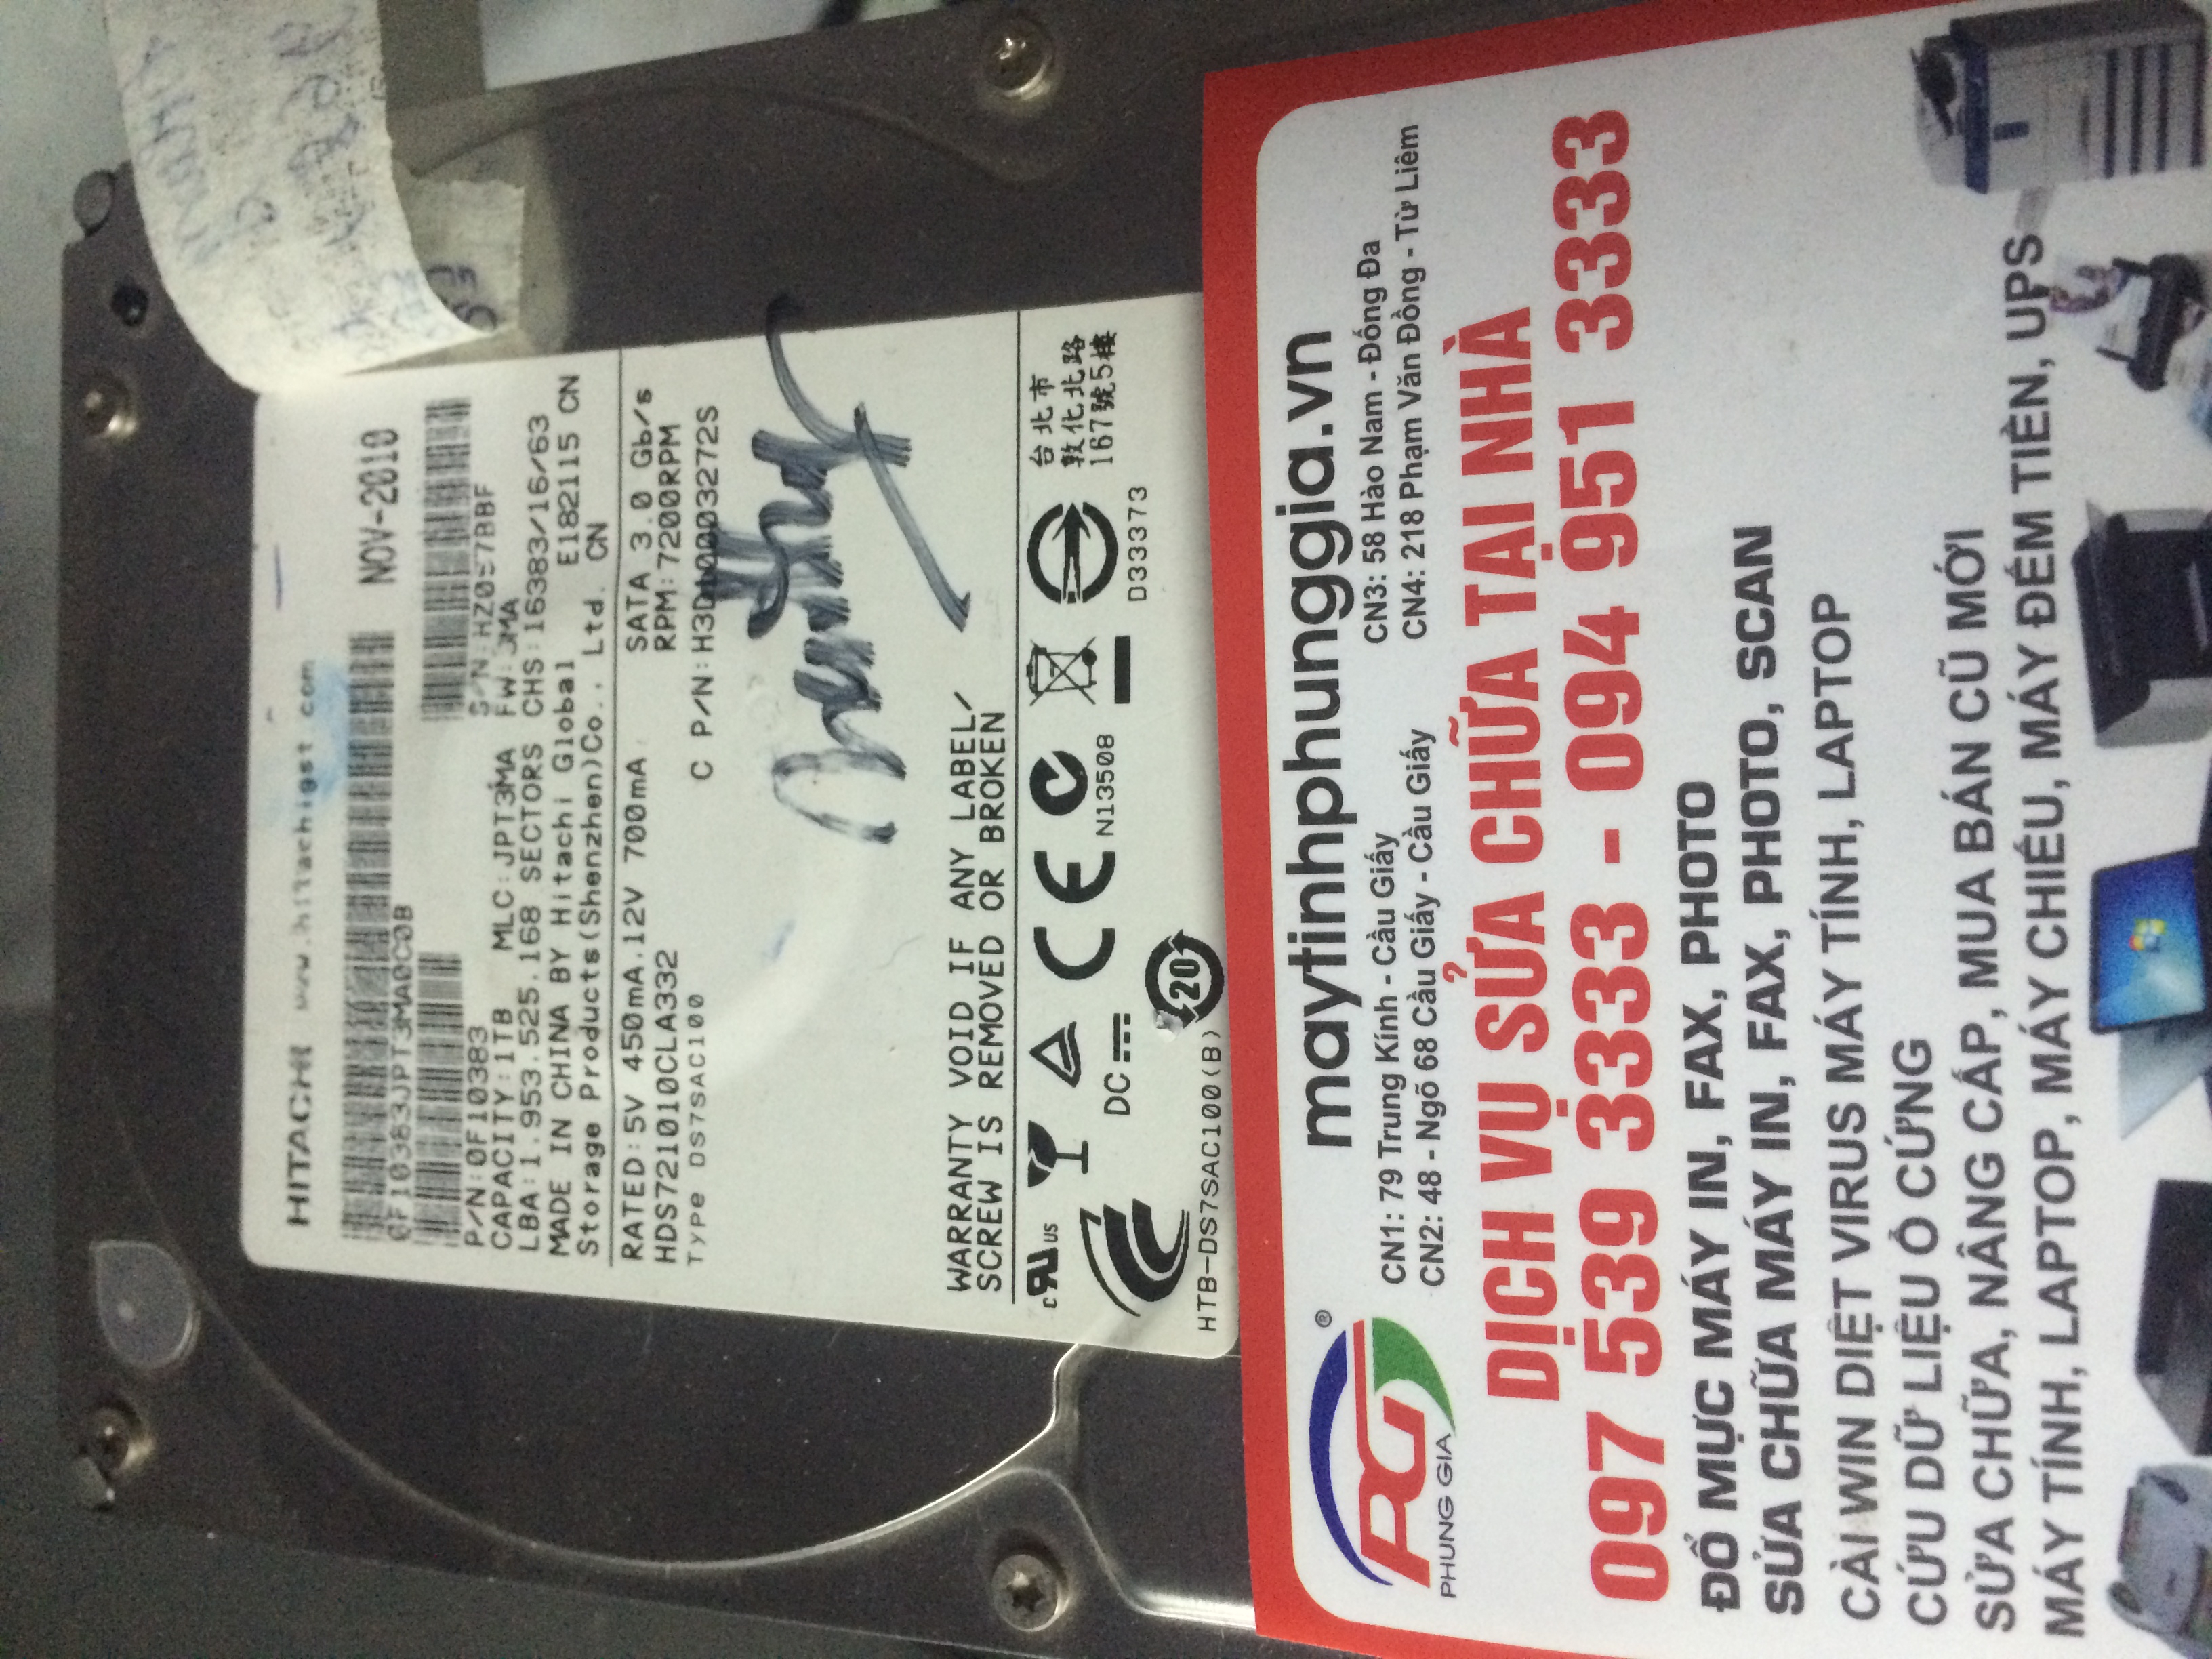 HITACHI www.hitachigst.com
NOV-2010
0F10383JPT3MA0C0B
P/N:0F10383
CAPACITY:1TB MLC:JPT3MA FW:JMA
LBA:1.953.525.168 SECTORS CHS:16383/16/63
MADE IN CHINA BY Hitachi Global E182115 CN
Storage Products(Shenzhen)Co., Ltd. CN
RATED:5V 450mA.12V 700mA SATA 3.0 Gb/s
HDS721010CLA332 RPM:7200RPM
Type DS7SAC100 C P/N:H3D10003272S
WARRANTY VOID IF ANY LABEL/
SCREW IS REMOVED OR BROKEN
c US
DC
N13508
D33373
台北市
敦化北路
167號5樓
20
HTB-DS7SAC100(B)
PG®
PHUNG GIA
maytinhphunggia.vn
CN1: 79 Trung Kính - Cầu Giấy CN3: 58 Hào Nam - Đống Đa
CN2: 48 - Ngõ 68 Cầu Giấy - Cầu Giấy CN4: 218 Phạm Văn Đồng - Từ Liêm
DỊCH VỤ SỬA CHỮA TẠI NHÀ
097 539 3333 - 094 951 3333
ĐỔ MỰC MÁY IN, FAX, PHOTO
SỬA CHỮA MÁY IN, FAX, PHOTO, SCAN
CÀI WIN DIỆT VIRUS MÁY TÍNH, LAPTOP
CỨU DỮ LIỆU Ổ CỨNG
SỬA CHỮA, NÂNG CẤP, MUA BÁN CŨ MỚI
MÁY TÍNH, LAPTOP, MÁY CHIẾU, MÁY ĐẾM TIỀN, UPS